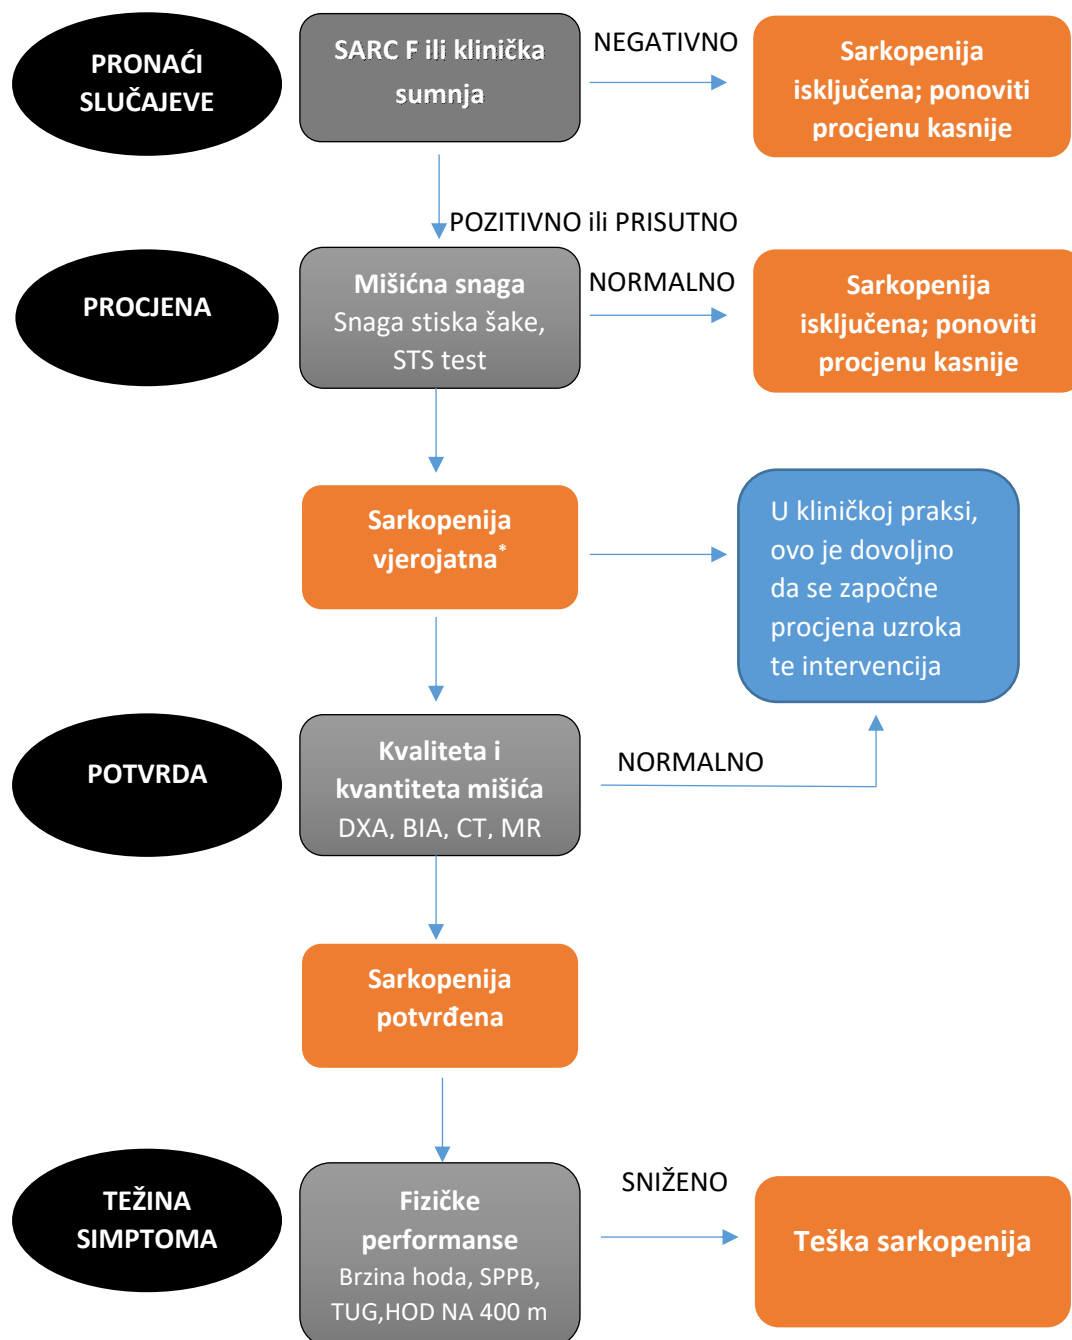 PRONAĆI
SLUČAJEVE
SARC F ili klinička
sumnja
NEGATIVNO
Sarkopenija
isključena; ponoviti
procjenu kasnije
POZITIVNO ili PRISUTNO
PROCJENA
Mišićna snaga
Snaga stiska šake,
STS test
NORMALNO
Sarkopenija
isključena; ponoviti
procjenu kasnije
Sarkopenija
vjerojatna*
U kliničkoj praksi,
ovo je dovoljno
da se započne
procjena uzroka
te intervencija
POTVRDA
Kvaliteta i
kvantiteta mišića
DXA, BIA, CT, MR
NORMALNO
Sarkopenija
potvrđena
TEŽINA
SIMPTOMA
Fizičke
performanse
Brzina hoda, SPPB,
TUG,HOD NA 400 m
SNIŽENO
Teška sarkopenija